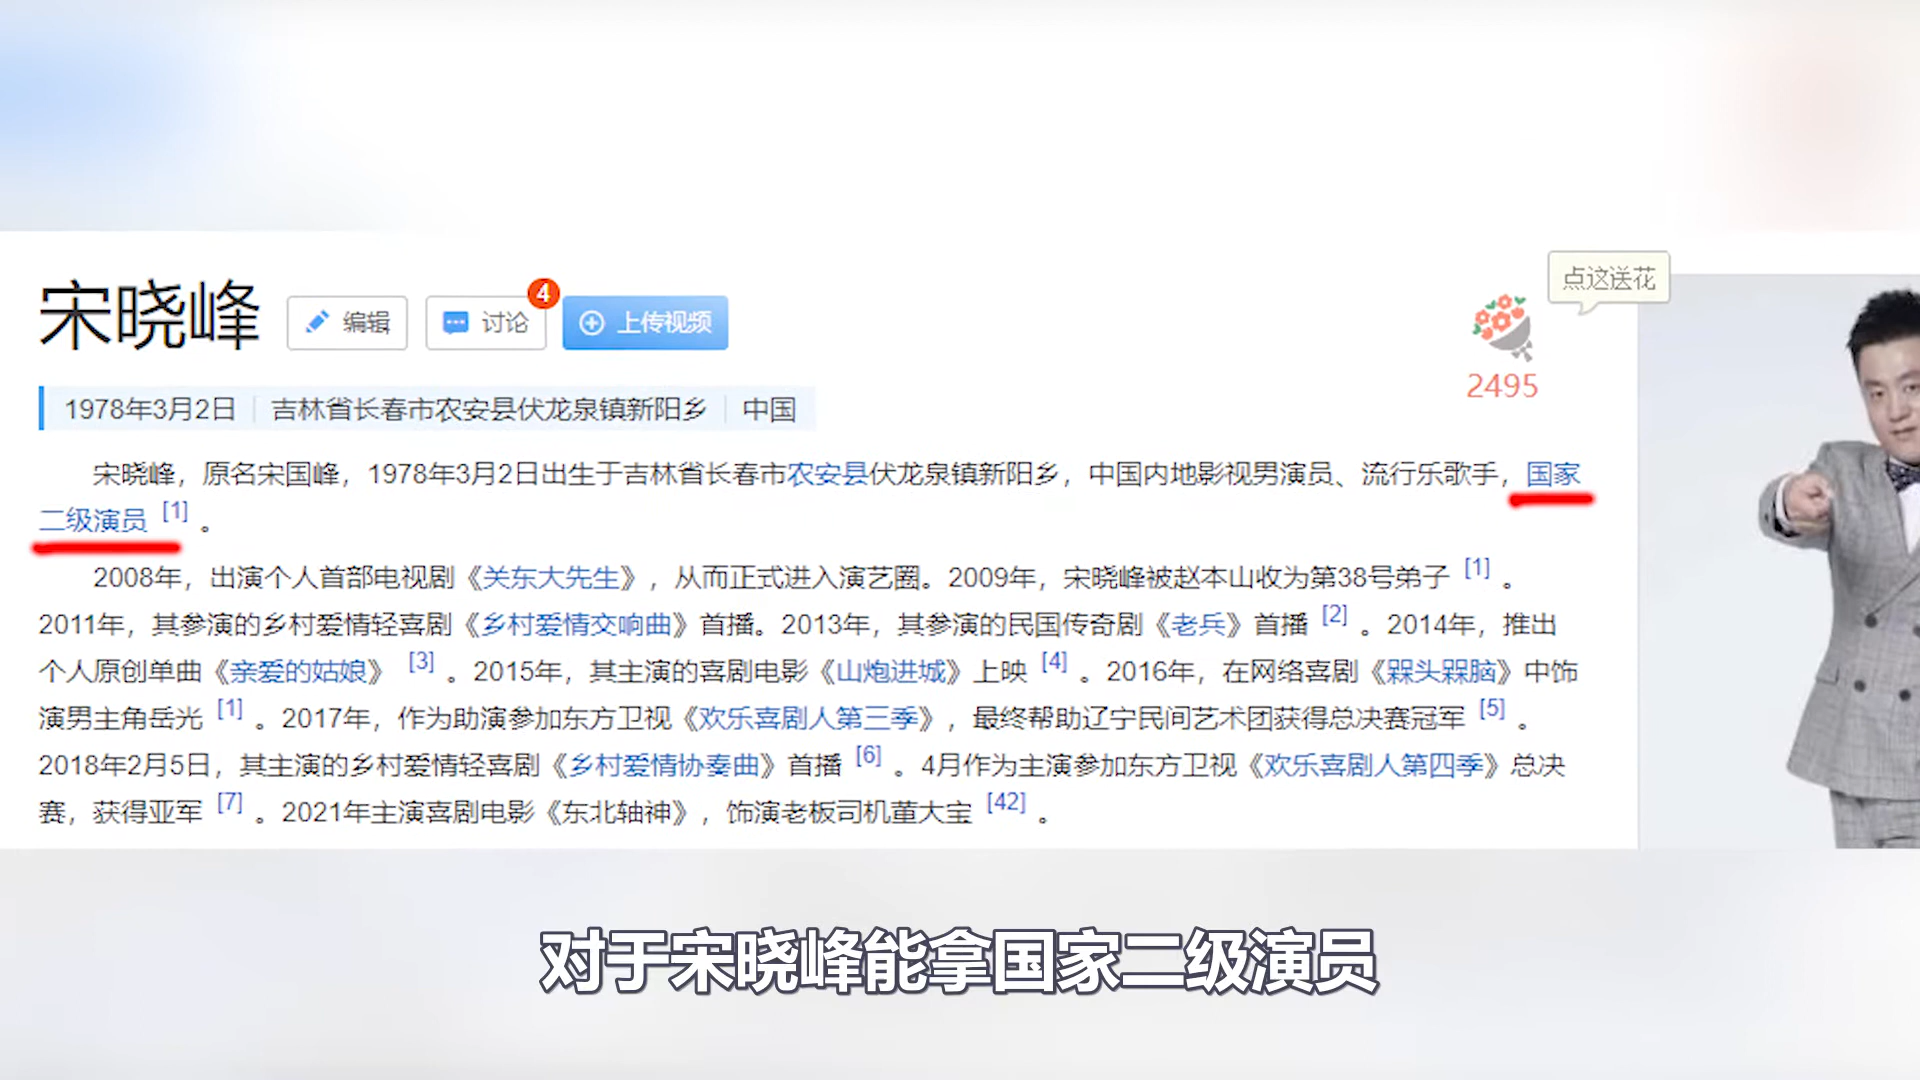 点这送花
宋晓峰
编辑
讨论
4
上传视频
2495
1978年3月2日 吉林省长春市农安县伏龙泉镇新阳乡 中国
宋晓峰，原名宋国峰，1978年3月2日出生于吉林省长春市农安县伏龙泉镇新阳乡，中国内地影视男演员、流行乐歌手，国家
二级演员 [1] 。
2008年，出演个人首部电视剧《关东大先生》，从而正式进入演艺圈。2009年，宋晓峰被赵本山收为第38号弟子 [1] 。
2011年，其参演的乡村爱情轻喜剧《乡村爱情交响曲》首播。2013年，其参演的民国传奇剧《老兵》首播 [2] 。2014年，推出
个人原创单曲《亲爱的姑娘》 [3] 。2015年，其主演的喜剧电影《山炮进城》上映 [4] 。2016年，在网络喜剧《槑头槑脑》中饰
演男主角岳光 [1] 。2017年，作为助演参加东方卫视《欢乐喜剧人第三季》，最终帮助辽宁民间艺术团获得总决赛冠军 [5] 。
2018年2月5日，其主演的乡村爱情轻喜剧《乡村爱情协奏曲》首播 [6] 。4月作为主演参加东方卫视《欢乐喜剧人第四季》总决
赛，获得亚军 [7] 。2021年主演喜剧电影《东北轴神》，饰演老板司机董大宝 [42] 。
对于宋晓峰能拿国家二级演员